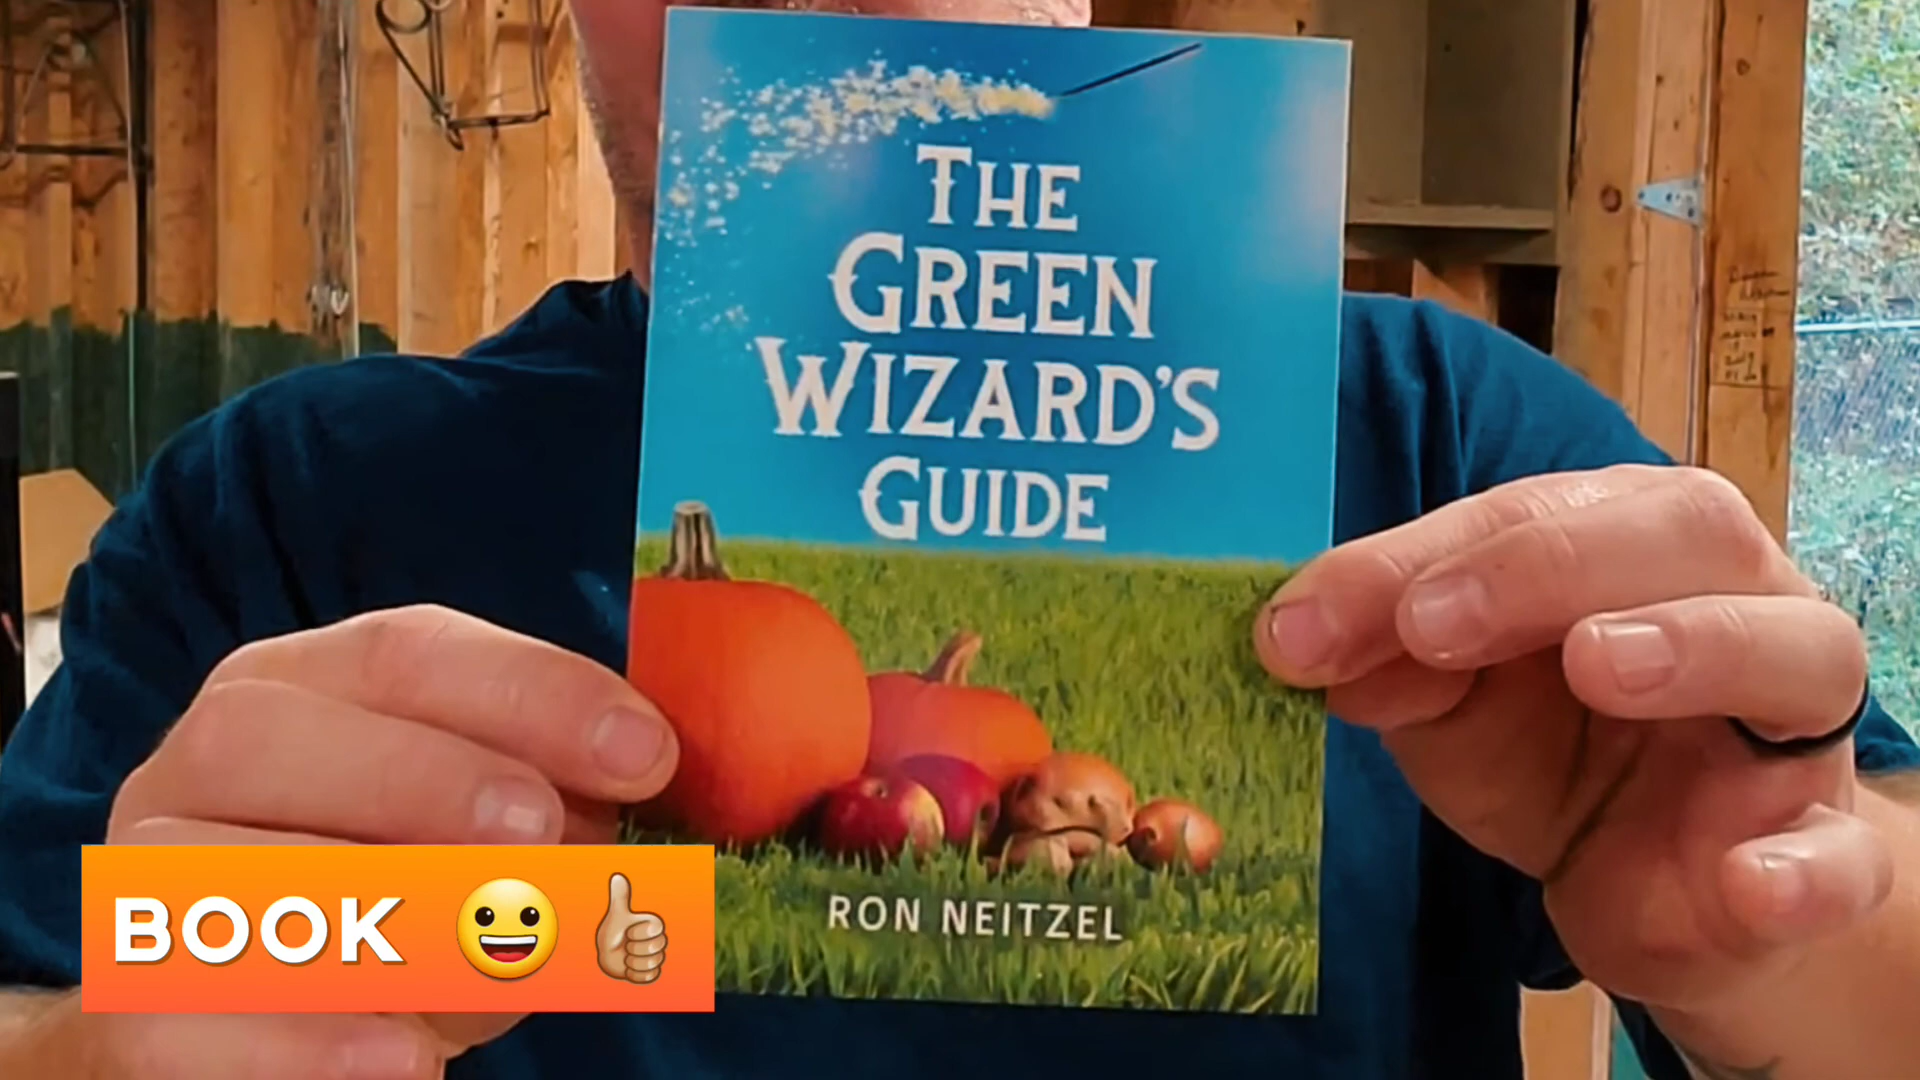 THE
GREEN
WIZARD'S
GUIDE
RON NEITZEL
BOOK 😀 👍🏽